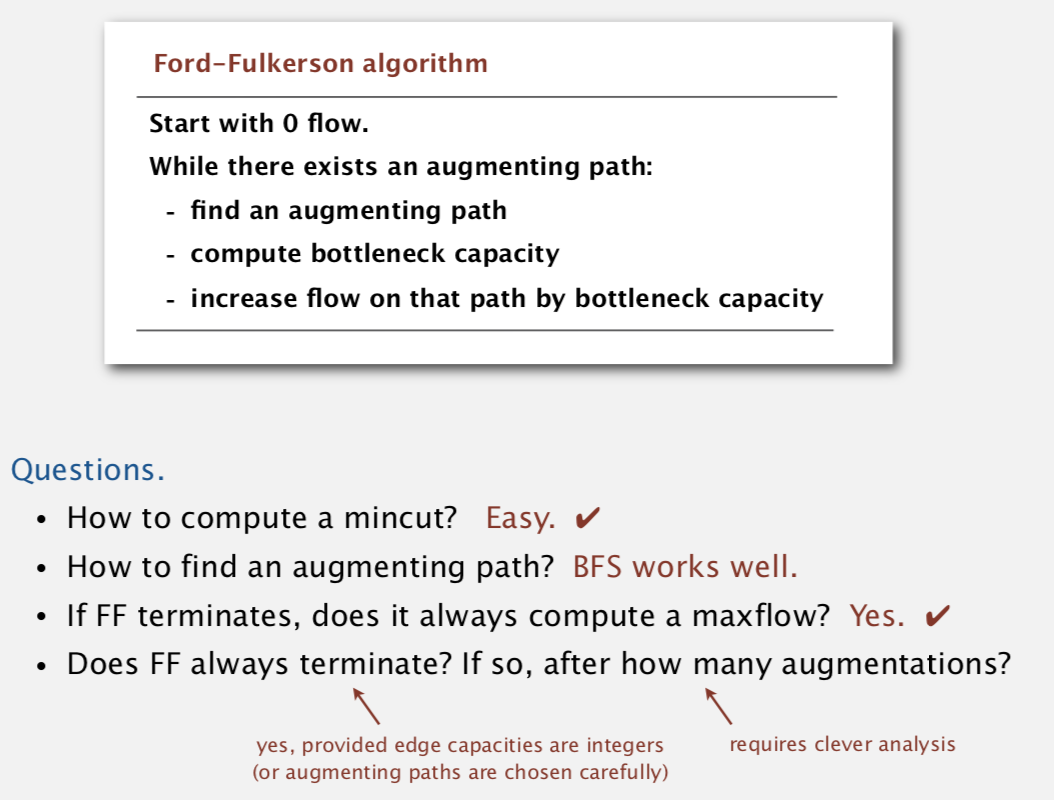 Ford–Fulkerson algorithm
Start with 0 flow.
While there exists an augmenting path:
- find an augmenting path
- compute bottleneck capacity
- increase flow on that path by bottleneck capacity
Questions.
• How to compute a mincut? Easy. ✔
• How to find an augmenting path? BFS works well.
• If FF terminates, does it always compute a maxflow? Yes. ✔
• Does FF always terminate? If so, after how many augmentations?
yes, provided edge capacities are integers
(or augmenting paths are chosen carefully)
requires clever analysis